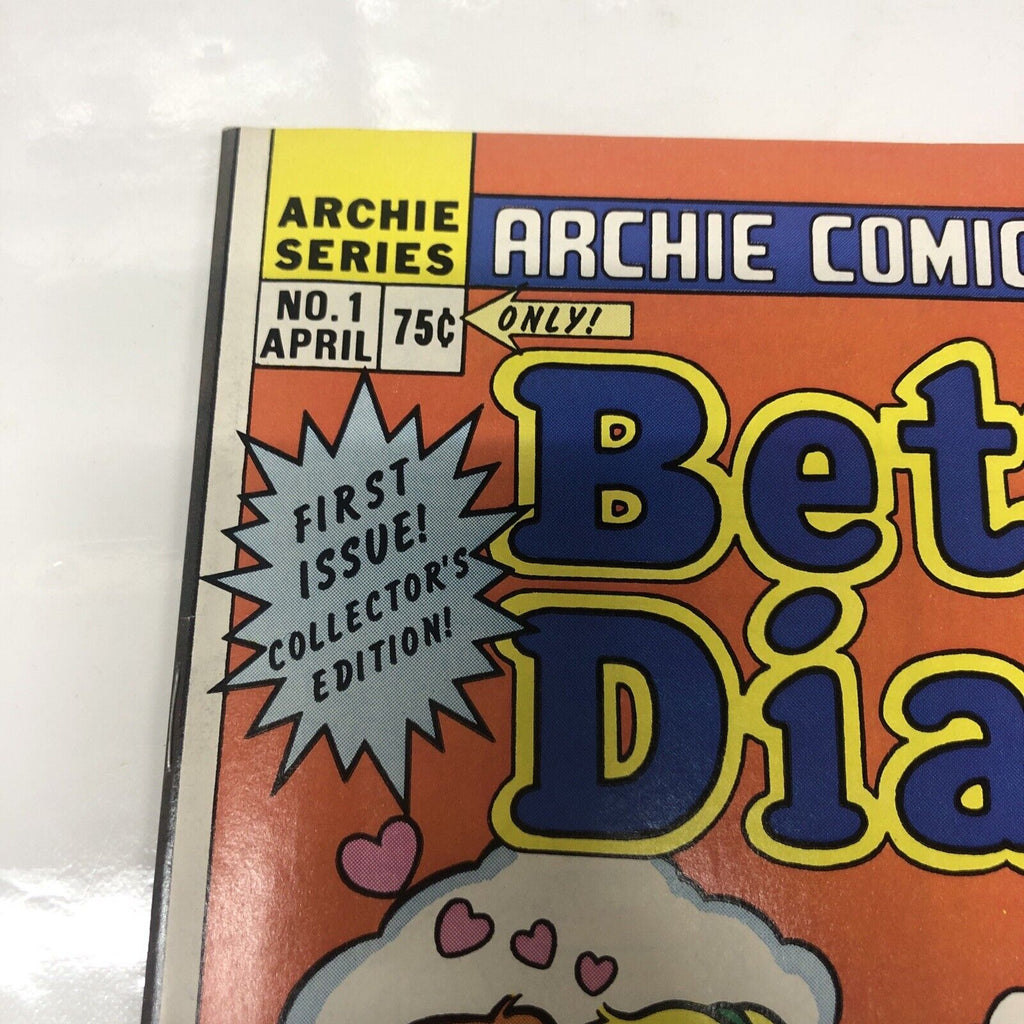 ARCHIE
SERIES
ARCHIE COMIC
NO. 1
APRIL
75¢
ONLY!
Bet
Dia
FIRST
ISSUE!
COLLECTOR'S
EDITION!